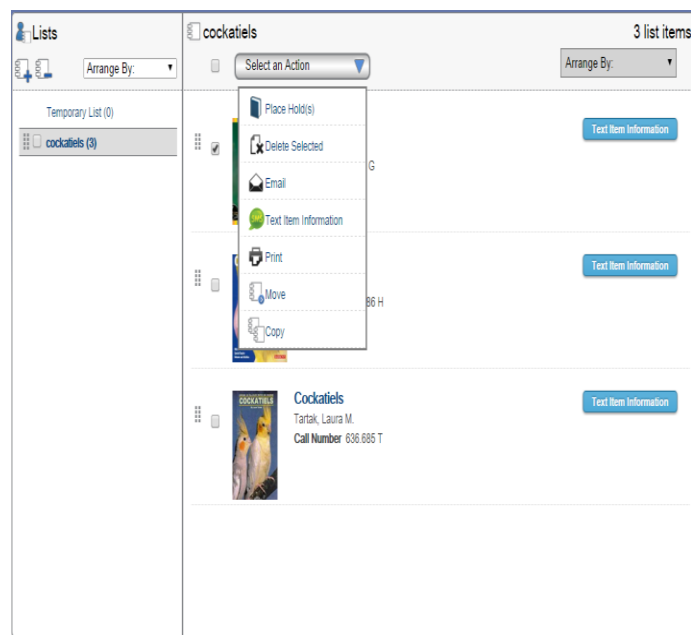 Lists
Arrange By:
Temporary List (0)
cockatiels (3)
cockatiels
3 list items
Select an Action
Arrange By:
Place Hold(s)
Delete Selected
Email
Text Item Information
Print
Move
Copy
G
Text Item Information
86 H
Text Item Information
COCKATIELS
Cockatiels
Tartak, Laura M.
Call Number 636.685 T
Text Item Information